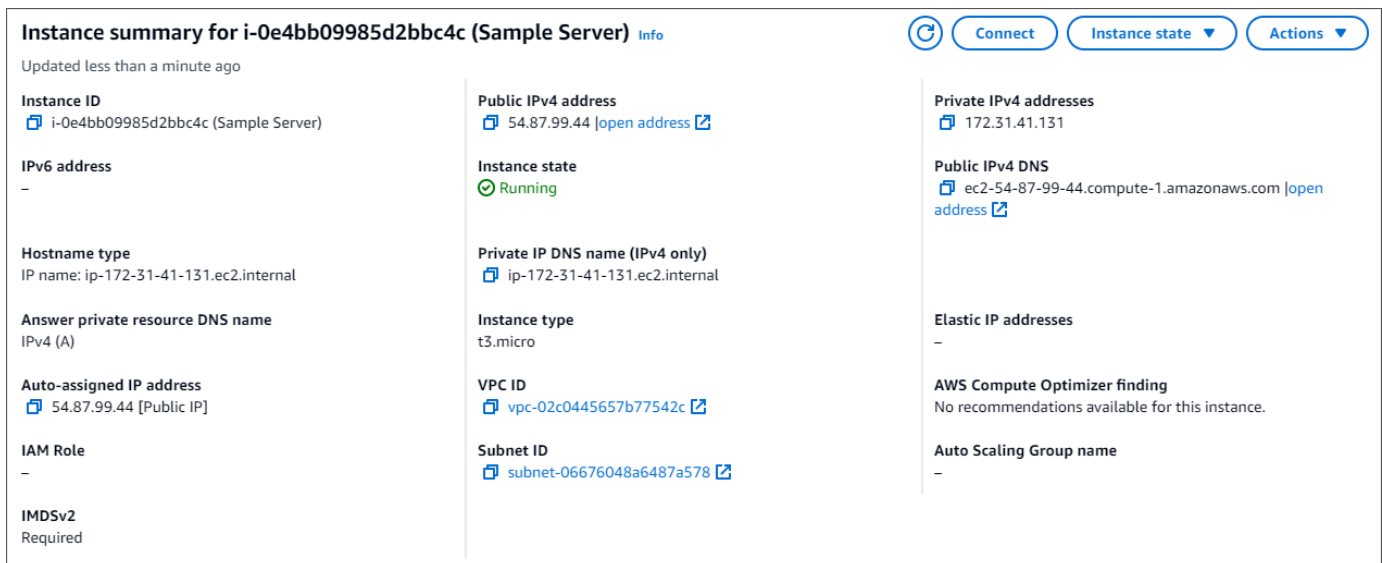 Instance summary for i-0e4bb09985d2bbc4c (Sample Server) Info
Connect
Instance state
Actions
Updated less than a minute ago
Instance ID
i-0e4bb09985d2bbc4c (Sample Server)
Public IPv4 address
54.87.99.44 |open address
Private IPv4 addresses
172.31.41.131
IPv6 address
–
Instance state
Running
Public IPv4 DNS
ec2-54-87-99-44.compute-1.amazonaws.com |open
address
Hostname type
IP name: ip-172-31-41-131.ec2.internal
Private IP DNS name (IPv4 only)
ip-172-31-41-131.ec2.internal
Answer private resource DNS name
IPv4 (A)
Instance type
t3.micro
Elastic IP addresses
–
Auto-assigned IP address
54.87.99.44 [Public IP]
VPC ID
vpc-02c0445657b77542c
AWS Compute Optimizer finding
No recommendations available for this instance.
IAM Role
–
Subnet ID
subnet-06676048a6487a578
Auto Scaling Group name
–
IMDSv2
Required